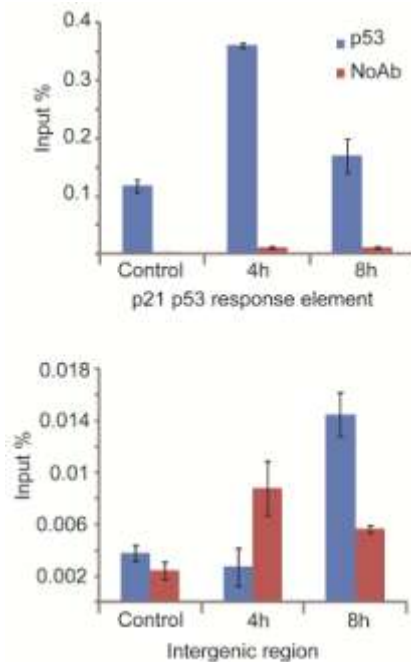 0.4
p53
NoAb
0.3
0.2
0.1
Input %
Control 4h 8h
p21 p53 response element
0.018
0.014
0.01
0.006
0.002
Input %
Control 4h 8h
Intergenic region